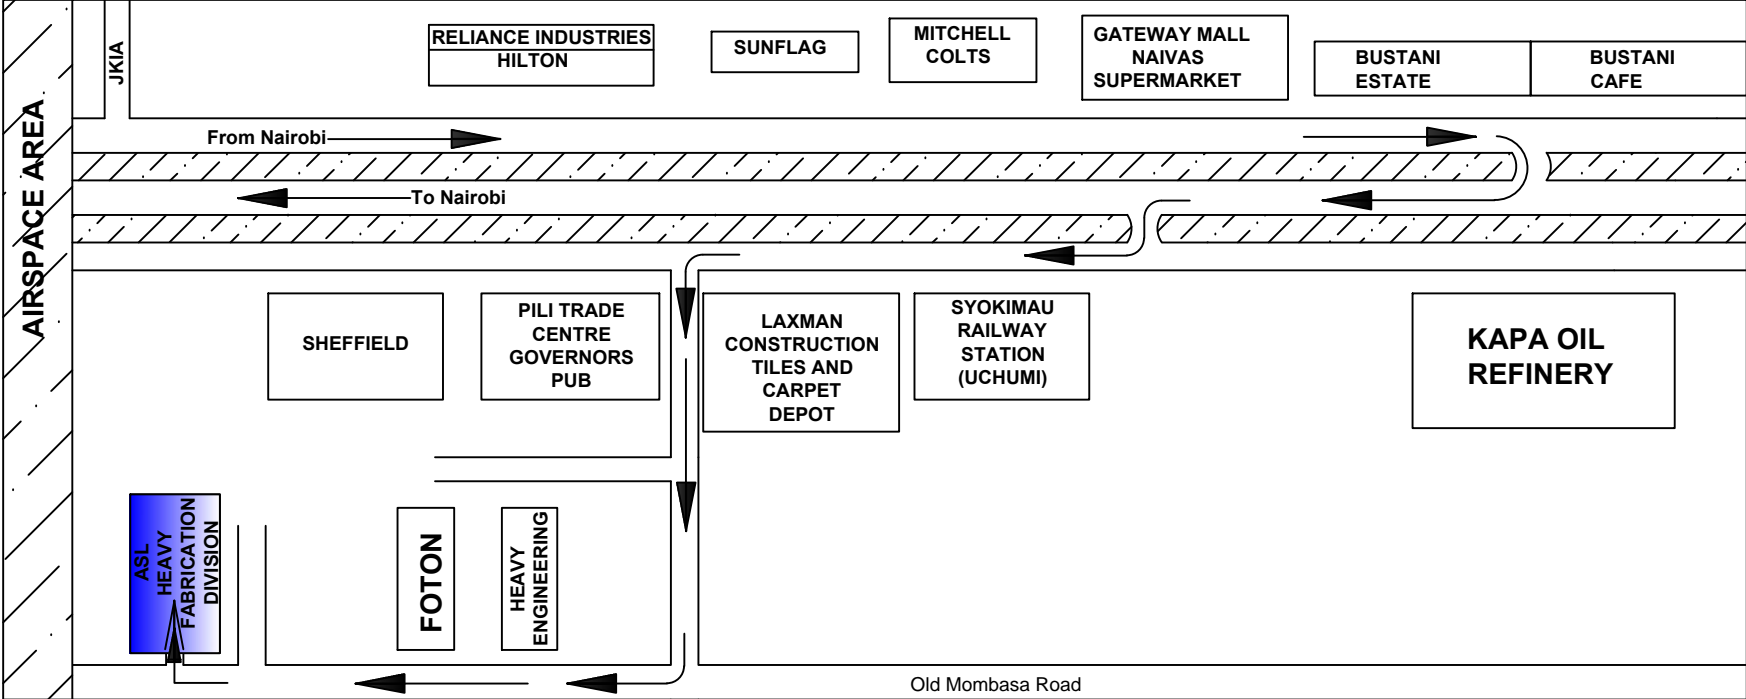 JKIA
RELIANCE INDUSTRIES
HILTON
SUNFLAG
MITCHELL
COLTS
GATEWAY MALL
NAIVAS
SUPERMARKET
BUSTANI
ESTATE
BUSTANI
CAFE
AIRSPACE AREA
From Nairobi
To Nairobi
SHEFFIELD
PILI TRADE
CENTRE
GOVERNORS
PUB
LAXMAN
CONSTRUCTION
TILES AND
CARPET
DEPOT
SYOKIMAU
RAILWAY
STATION
(UCHUMI)
KAPA OIL
REFINERY
ASL
HEAVY
FABRICATION
DIVISION
FOTON
HEAVY
ENGINEERING
Old Mombasa Road